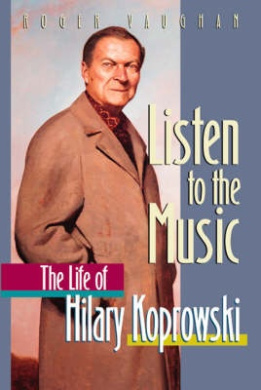 ROGER VAUGHAN
Listen
to the
Music
The Life of
Hilary Koprowski